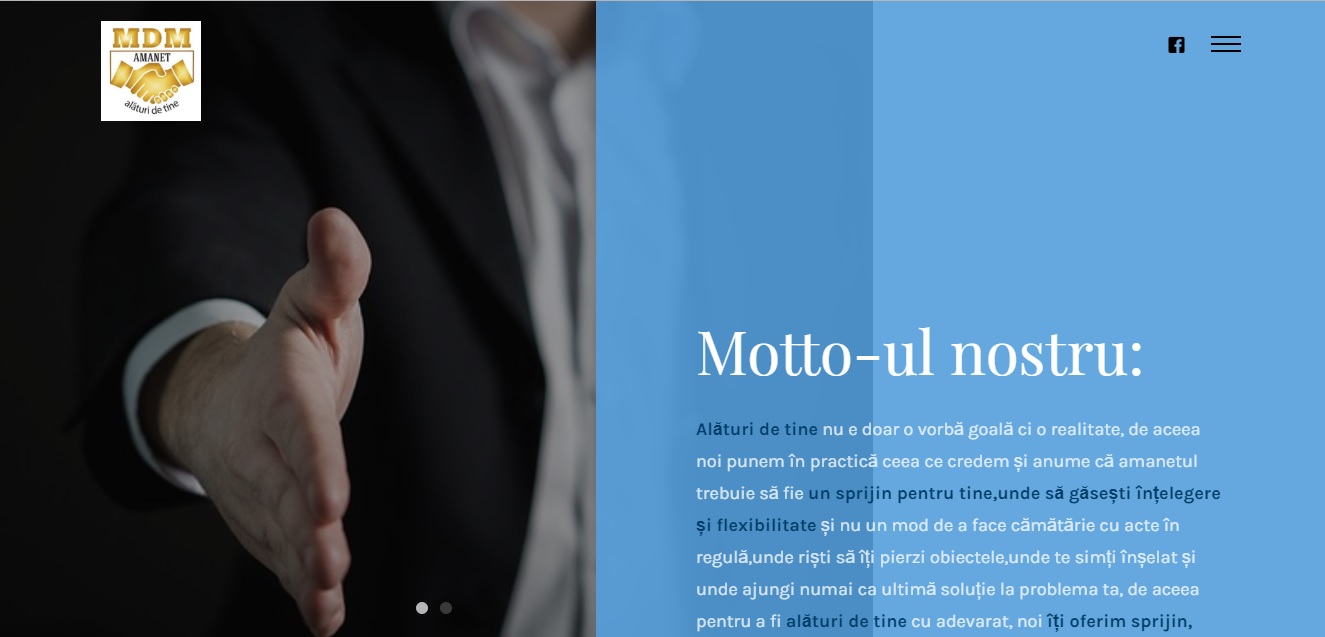 MDM
AMANET
alături de tine
Motto-ul nostru:
Alături de tine nu e doar o vorbă goală ci o realitate, de aceea
noi punem în practică ceea ce credem și anume că amanetul
trebuie să fie un sprijin pentru tine,unde să găsești înțelegere
și flexibilitate și nu un mod de a face cămătărie cu acte în
regulă,unde riști să îți pierzi obiectele,unde te simți înșelat și
unde ajungi numai ca ultimă soluție la problema ta, de aceea
pentru a fi alături de tine cu adevarat, noi îți oferim sprijin,